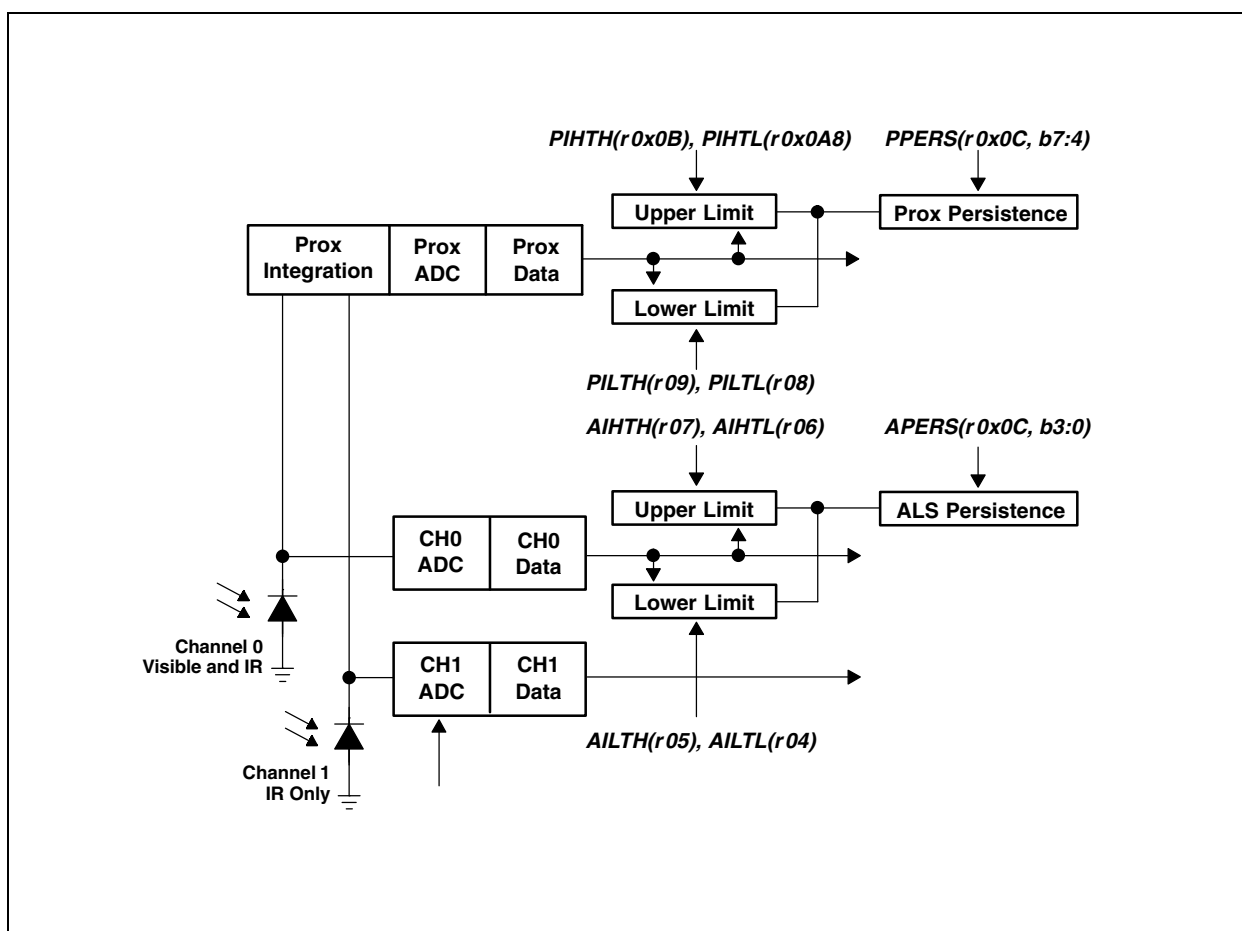 PIHTH(r0x0B), PIHTL(r0x0A8)
PPERS(r0x0C, b7:4)
Upper Limit
Prox Persistence
Prox
Integration
Prox
ADC
Prox
Data
Lower Limit
PILTH(r09), PILTL(r08)
AIHTH(r07), AIHTL(r06)
APERS(r0x0C, b3:0)
Upper Limit
ALS Persistence
CH0
ADC
CH0
Data
Lower Limit
Channel 0
Visible and IR
CH1
ADC
CH1
Data
AILTH(r05), AILTL(r04)
Channel 1
IR Only